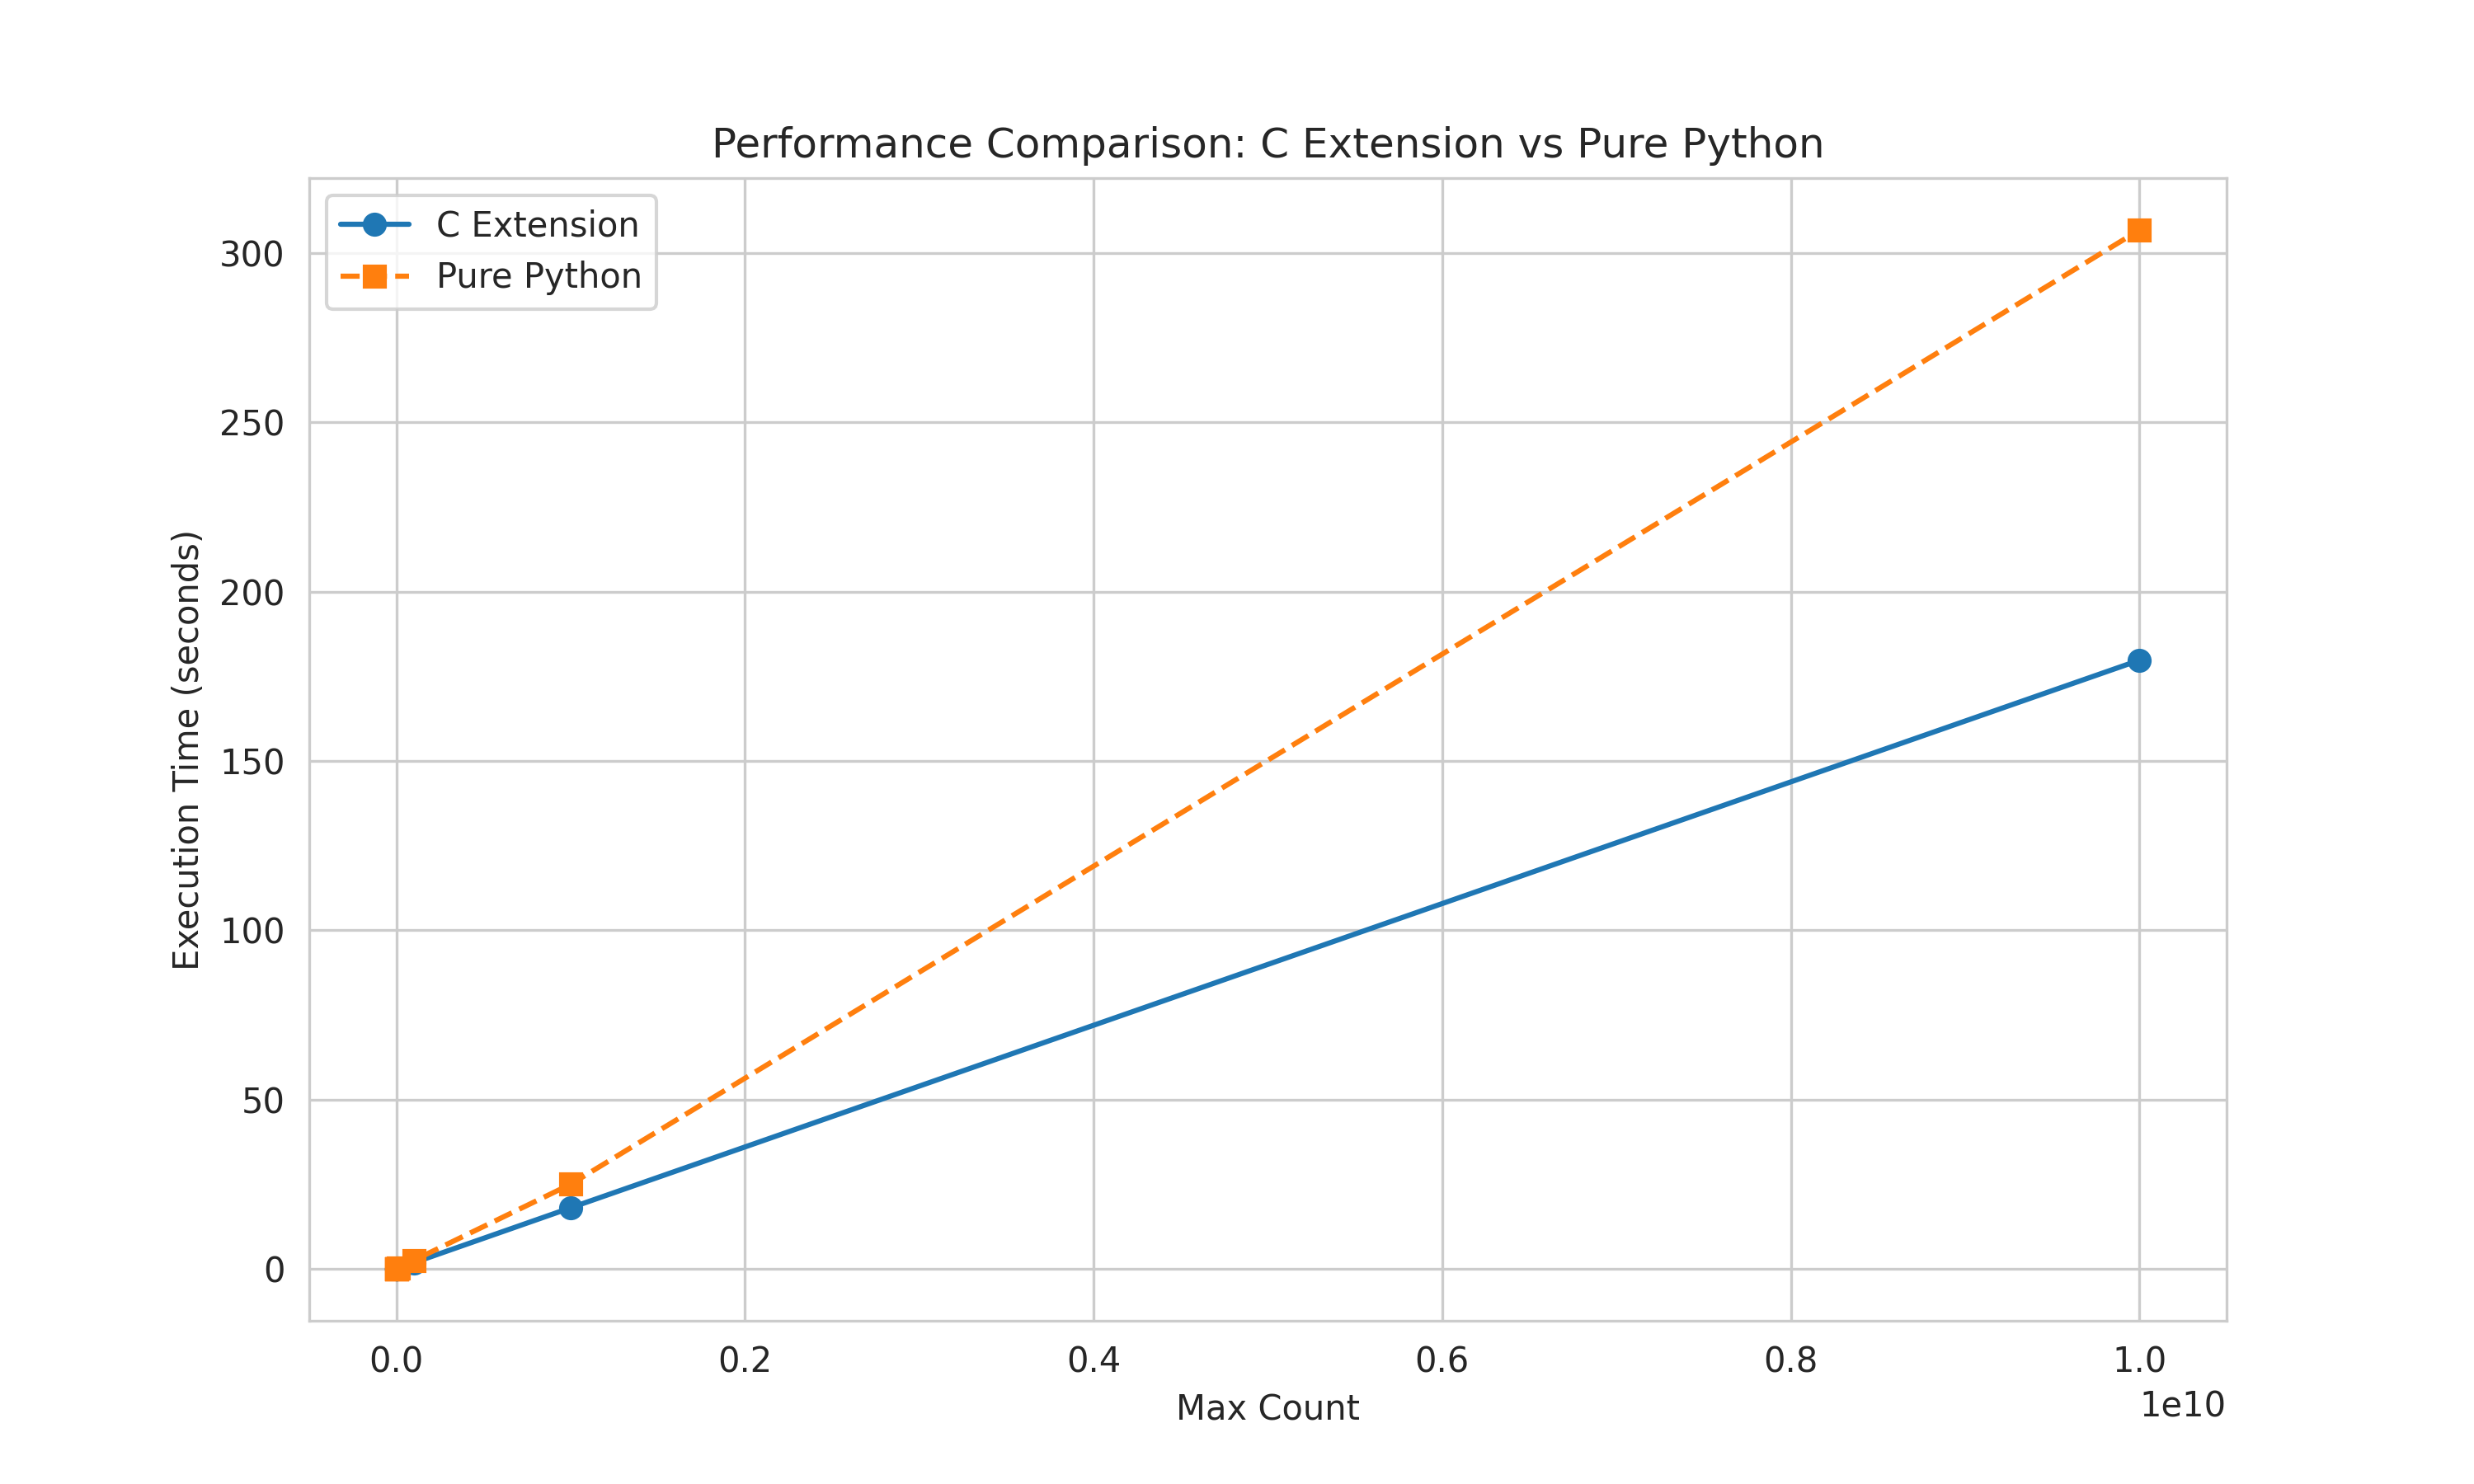 Performance Comparison: C Extension vs Pure Python
C Extension
Pure Python
300
250
200
150
100
50
0
Execution Time (seconds)
0.0 0.2 0.4 0.6 0.8 1.0
1e10
Max Count